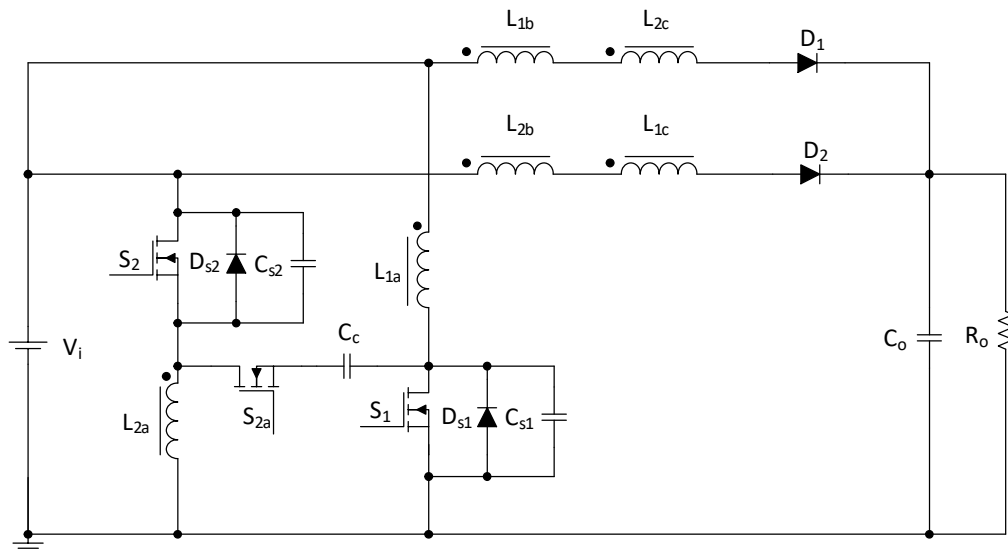 L1b
L2c
D1
L2b
L1c
D2
S2
Ds2
Cs2
L1a
Vi
Cc
Co
Ro
L2a
S2a
S1
Ds1
Cs1